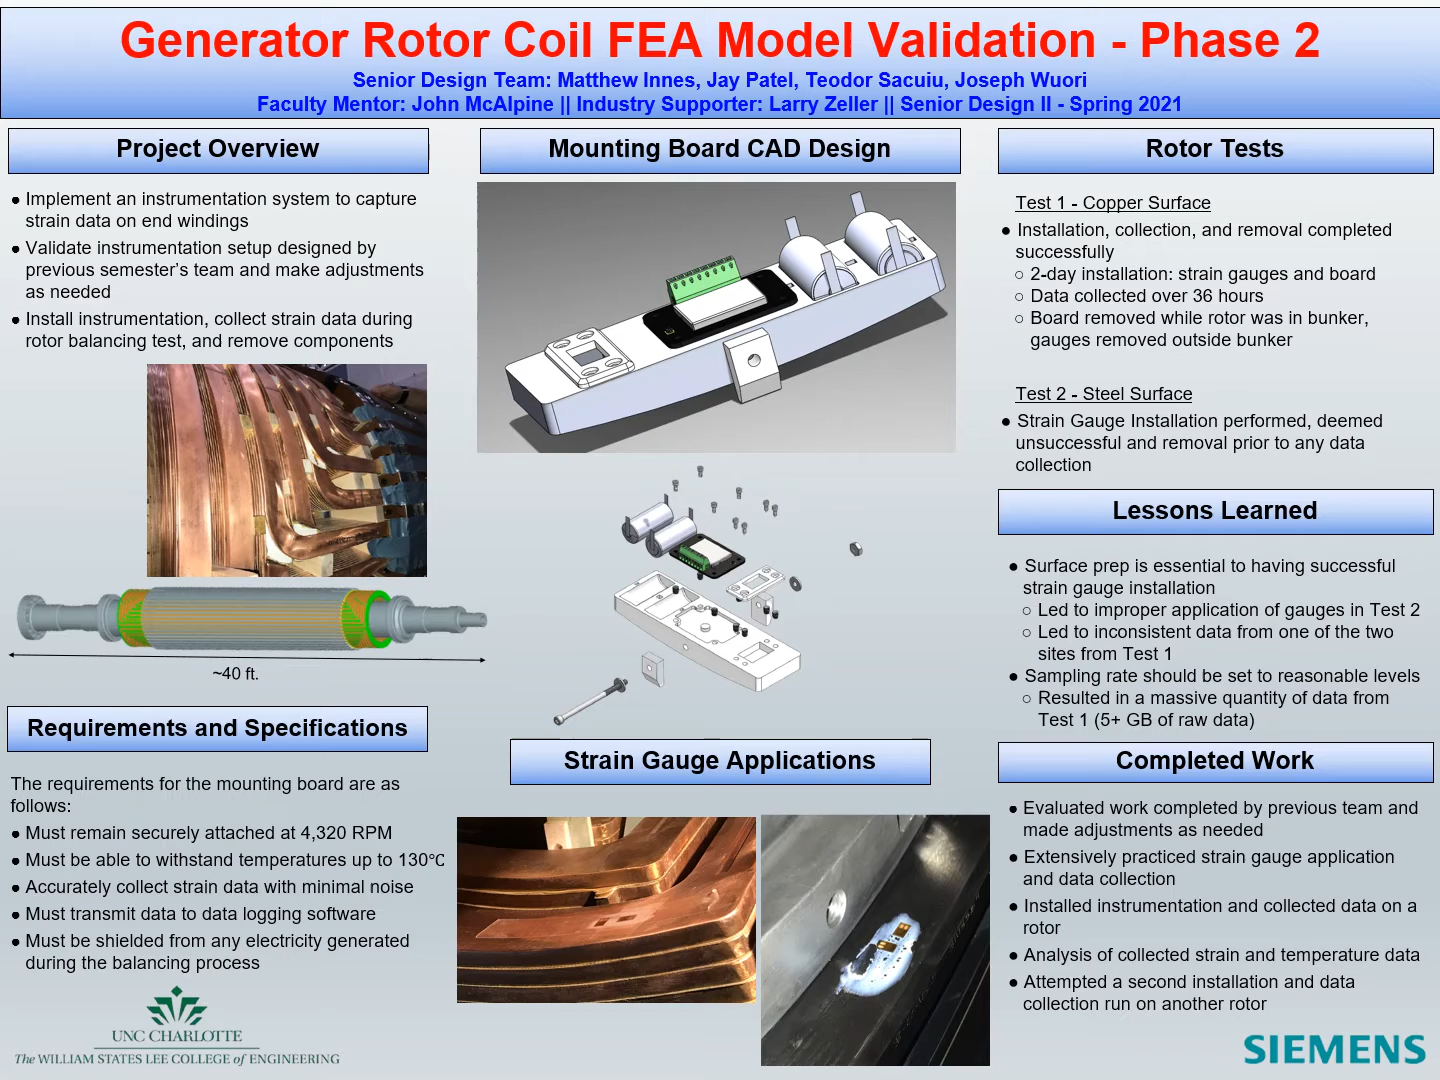 Generator Rotor Coil FEA Model Validation - Phase 2
Senior Design Team: Matthew Innes, Jay Patel, Teodor Sacuiu, Joseph Wuori
Faculty Mentor: John McAlpine || Industry Supporter: Larry Zeller || Senior Design II - Spring 2021
Project Overview
● Implement an instrumentation system to capture
strain data on end windings
● Validate instrumentation setup designed by
previous semester's team and make adjustments
as needed
● Install instrumentation, collect strain data during
rotor balancing test, and remove components
~40 ft.
Requirements and Specifications
The requirements for the mounting board are as
follows:
● Must remain securely attached at 4,320 RPM
● Must be able to withstand temperatures up to 130°C
● Accurately collect strain data with minimal noise
● Must transmit data to data logging software
● Must be shielded from any electricity generated
during the balancing process
UNC CHARLOTTE
The WILLIAM STATES LEE COLLEGE of ENGINEERING
Mounting Board CAD Design
Strain Gauge Applications
Rotor Tests
Test 1 - Copper Surface
● Installation, collection, and removal completed
successfully
○ 2-day installation: strain gauges and board
○ Data collected over 36 hours
○ Board removed while rotor was in bunker,
gauges removed outside bunker
Test 2 - Steel Surface
● Strain Gauge Installation performed, deemed
unsuccessful and removal prior to any data
collection
Lessons Learned
● Surface prep is essential to having successful
strain gauge installation
○ Led to improper application of gauges in Test 2
○ Led to inconsistent data from one of the two
sites from Test 1
● Sampling rate should be set to reasonable levels
○ Resulted in a massive quantity of data from
Test 1 (5+ GB of raw data)
Completed Work
● Evaluated work completed by previous team and
made adjustments as needed
● Extensively practiced strain gauge application
and data collection
● Installed instrumentation and collected data on a
rotor
● Analysis of collected strain and temperature data
● Attempted a second installation and data
collection run on another rotor
SIEMENS